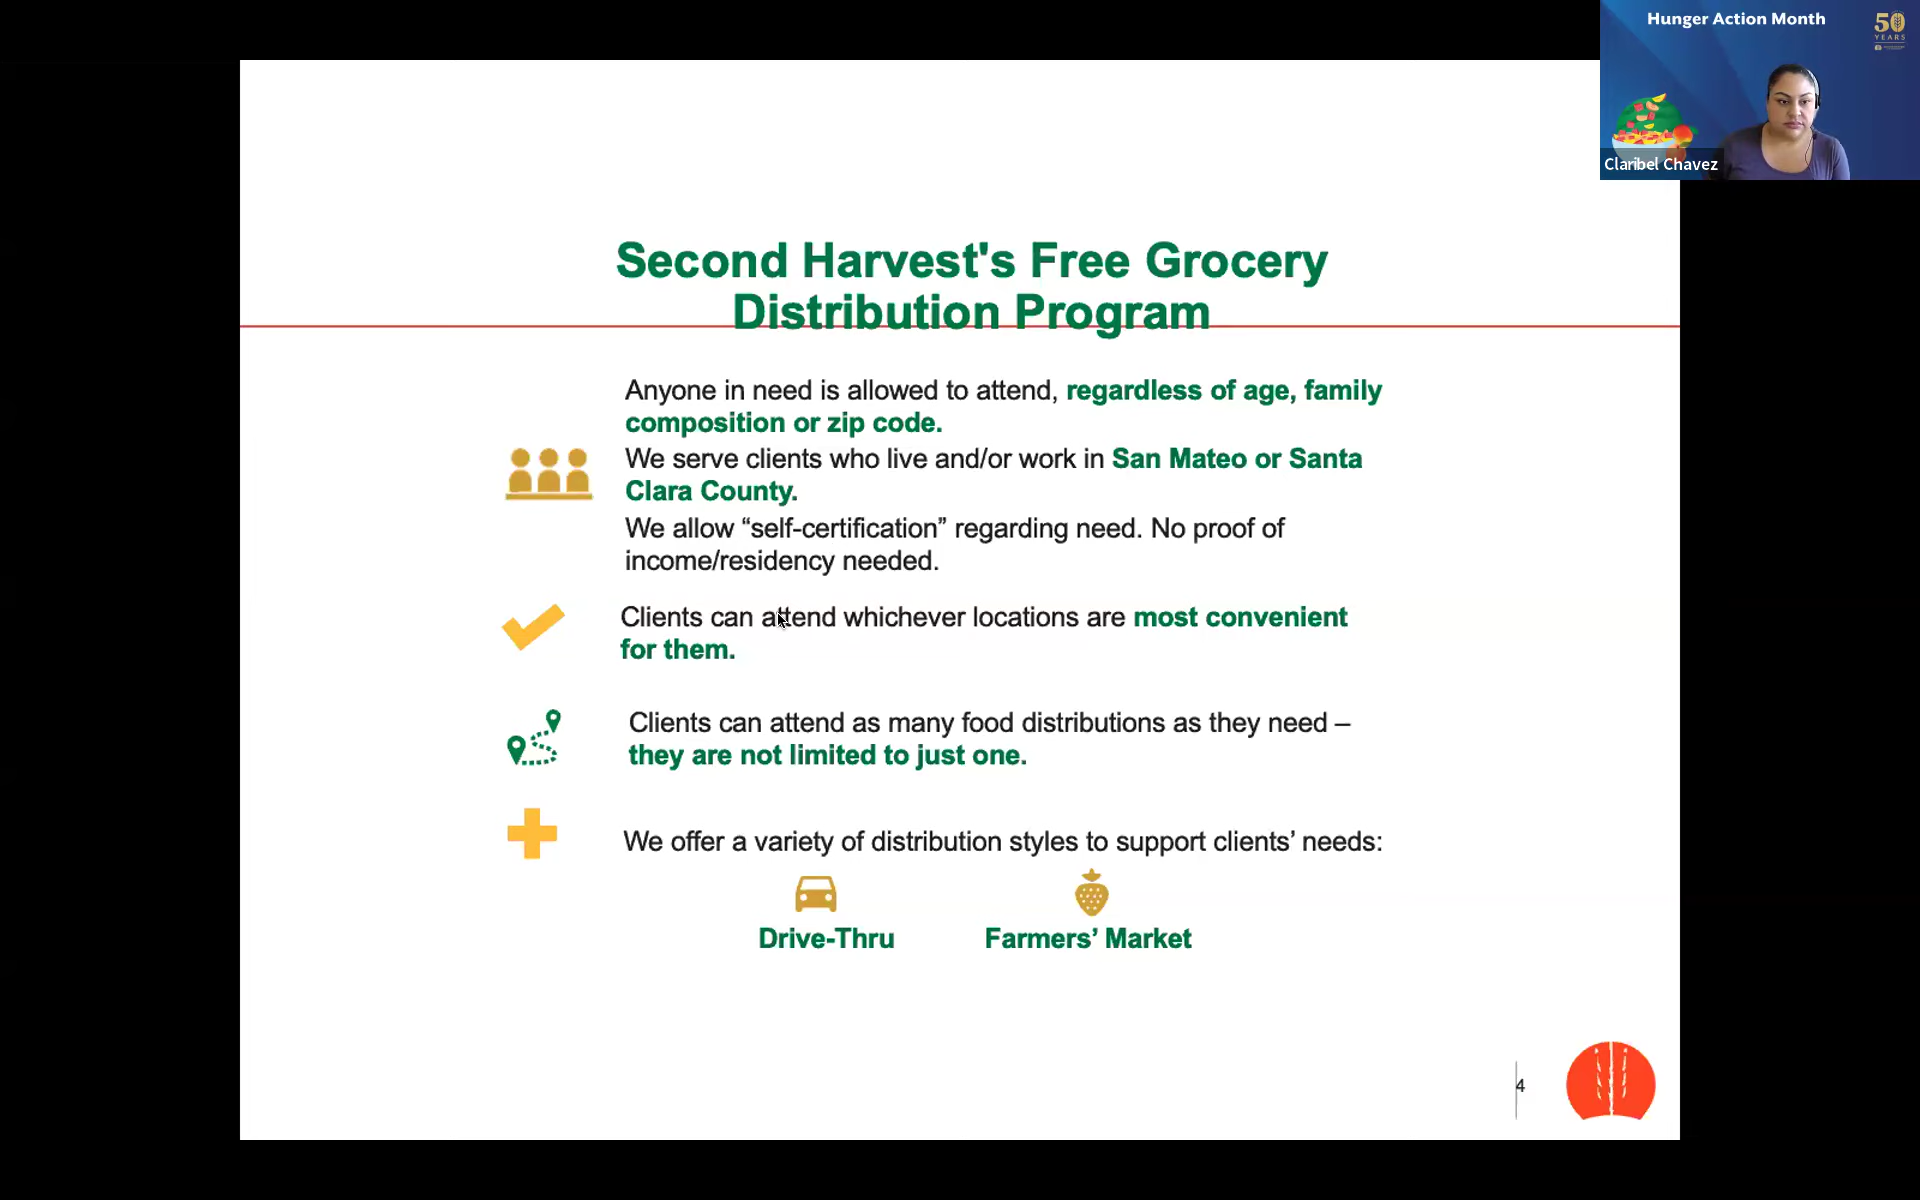 Hunger Action Month
50
YEARS
Claribel Chavez
Second Harvest's Free Grocery
Distribution Program
Anyone in need is allowed to attend, regardless of age, family
composition or zip code.
We serve clients who live and/or work in San Mateo or Santa
Clara County.
We allow “self-certification” regarding need. No proof of
income/residency needed.
Clients can attend whichever locations are most convenient
for them.
Clients can attend as many food distributions as they need –
they are not limited to just one.
We offer a variety of distribution styles to support clients’ needs:
Drive-Thru
Farmers’ Market
4